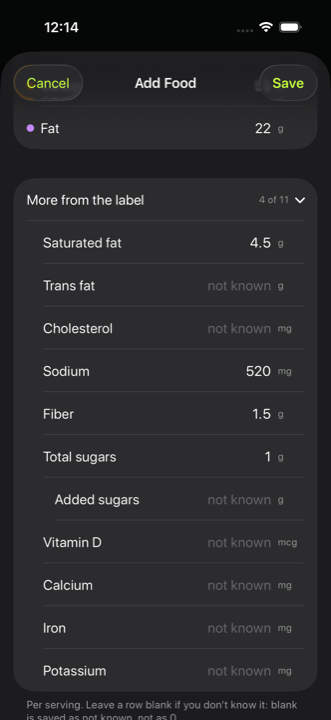 12:14
Cancel Add Food Save
Fat 22 g
More from the label 4 of 11
Saturated fat 4.5 g
Trans fat not known g
Cholesterol not known mg
Sodium 520 mg
Fiber 1.5 g
Total sugars 1 g
Added sugars not known g
Vitamin D not known mcg
Calcium not known mg
Iron not known mg
Potassium not known mg
Per serving. Leave a row blank if you don't know it: blank
is saved as not known, not as 0.